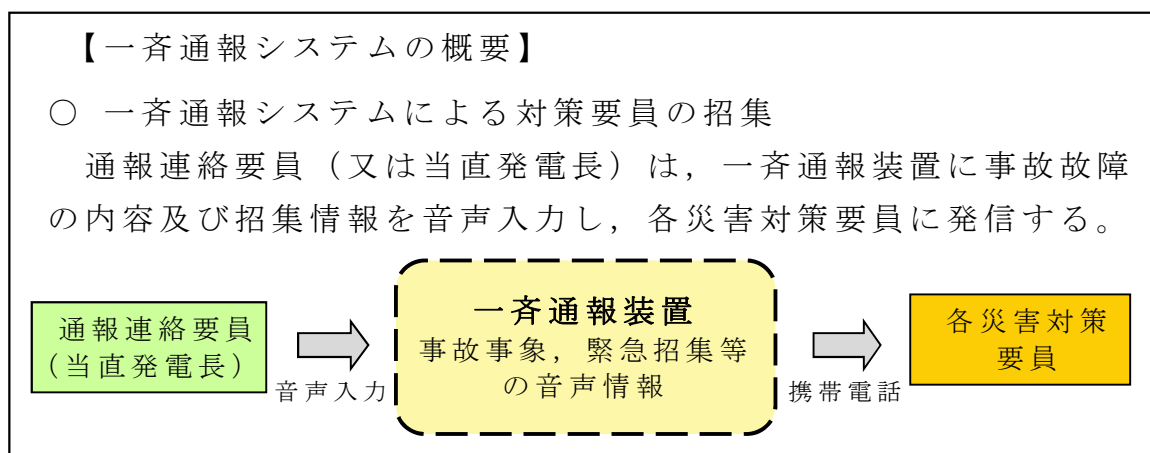 【一斉通報システムの概要】
○ 一斉通報システムによる対策要員の招集
通報連絡要員（又は当直発電長）は，一斉通報装置に事故故障
の内容及び招集情報を音声入力し，各災害対策要員に発信する。
通報連絡要員
(当直発電長)
音声入力
一斉通報装置
事故事象，緊急招集等
の音声情報
携帯電話
各災害対策
要員